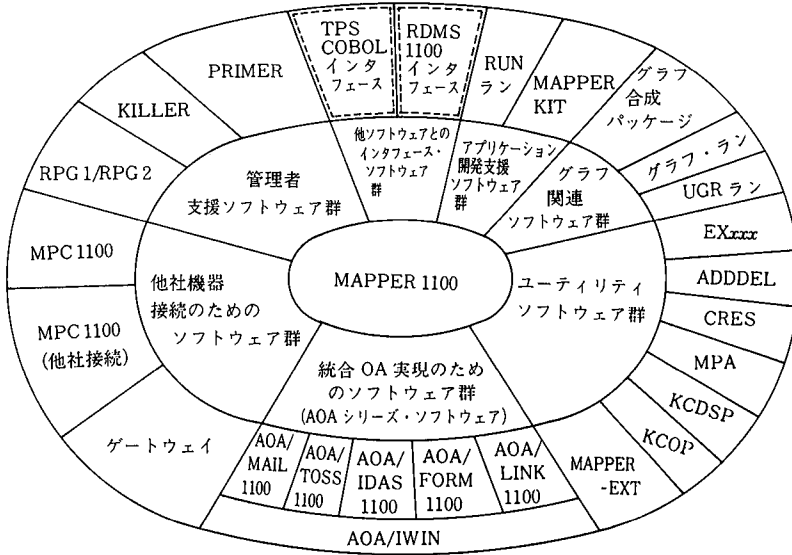 TPS
COBOL
インタ
フェース
RDMS
1100
インタ
フェース
RUN
ラン
MAPPER
KIT
グラフ
合成
パッケージ
グラフ・ラン
UGR ラン
EXxxx
ADDDEL
CRES
MPA
KCDSP
KCOP
MAPPER
-EXT
PRIMER
KILLER
RPG 1/RPG 2
MPC 1100
MPC 1100
(他社接続)
ゲートウェイ
AOA/
MAIL
1100
AOA/
TOSS
1100
AOA/
IDAS
1100
AOA/
FORM
1100
AOA/
LINK
1100
AOA/IWIN
管理者
支援ソフトウェア群
他ソフトウェアとの
インタフェース・
ソフトウェア
群
アプリケーション
開発支援
ソフトウェア
群
グラフ
関連
ソフトウェア群
他社機器
接続のための
ソフトウェア群
MAPPER 1100
ユーティリティ
ソフトウェア群
統合 OA 実現のため
のソフトウェア群
(AOA シリーズ・ソフトウェア)